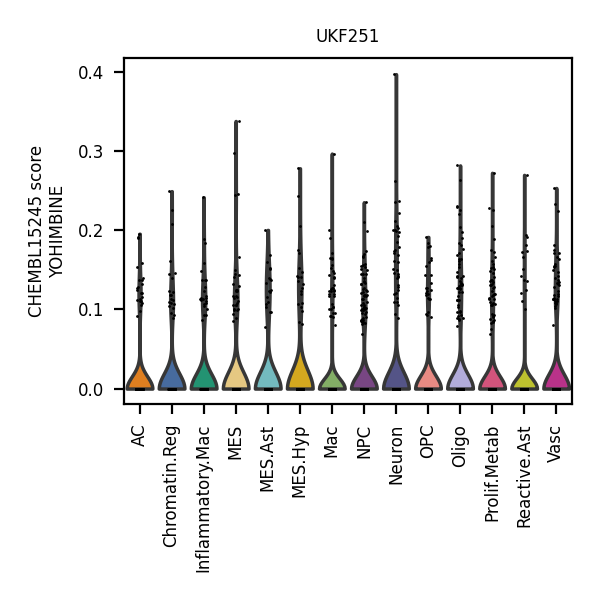 UKF251
CHEMBL15245 score
YOHIMBINE
0.4
0.3
0.2
0.1
0.0
AC
Chromatin.Reg
Inflammatory.Mac
MES
MES.Ast
MES.Hyp
Mac
NPC
Neuron
OPC
Oligo
Prolif.Metab
Reactive.Ast
Vasc